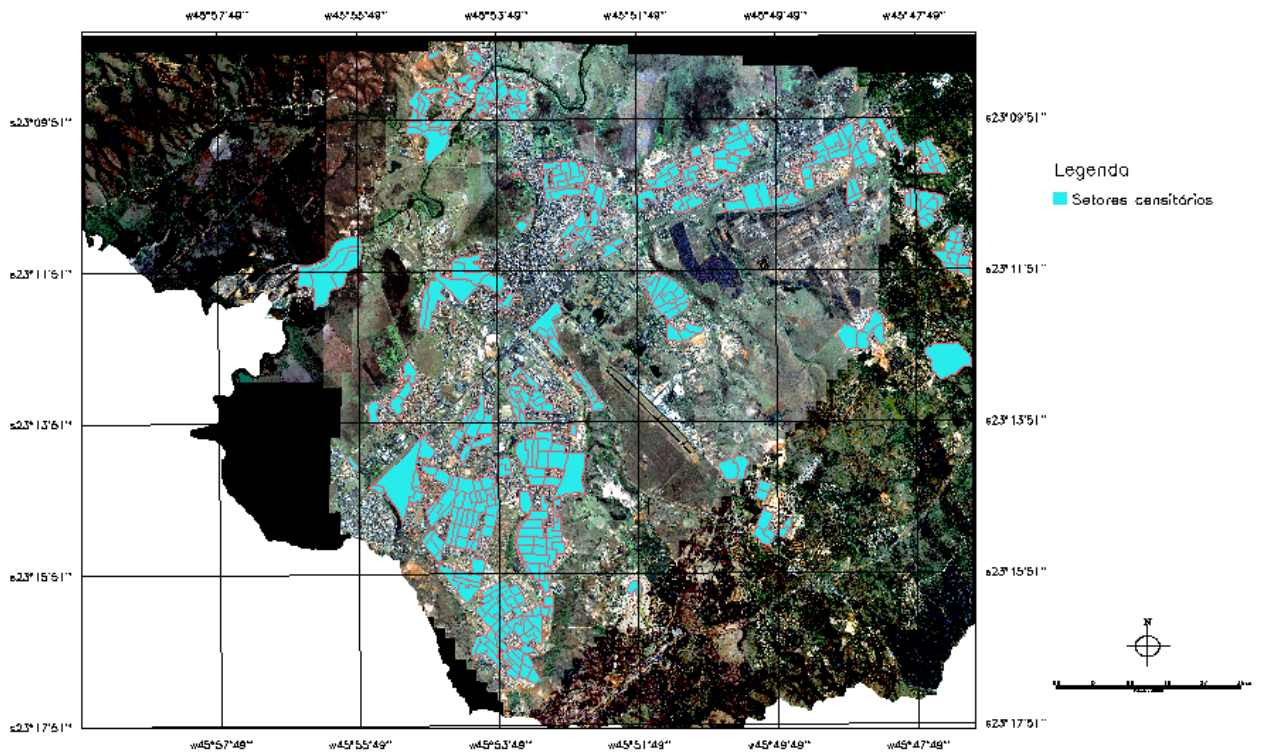 w45°57'49'' w45°55'49'' w45°53'49'' w45°51'49'' w45°49'49'' w45°47'49''
s23°09'51'' s23°09'51''
Legenda
Setores censitários
s23°11'51'' s23°11'51''
s23°13'51'' s23°13'51''
s23°15'51'' s23°15'51''
N
s23°17'51'' s23°17'51''
w45°57'49'' w45°55'49'' w45°53'49'' w45°51'49'' w45°49'49'' w45°47'49''